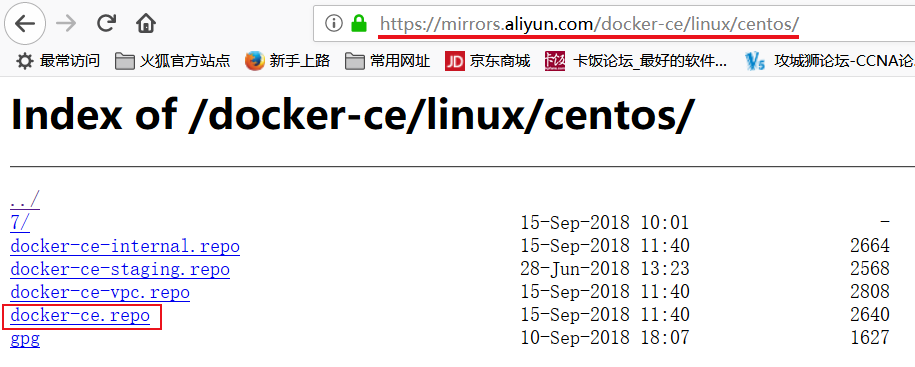 https://mirrors.aliyun.com/docker-ce/linux/centos/
最常访问 火狐官方站点 新手上路 常用网址 JD 京东商城 卡饭 卡饭论坛_最好的软件... V5 攻城狮论坛-CCNA论
Index of /docker-ce/linux/centos/
../
7/ 15-Sep-2018 10:01 -
docker-ce-internal.repo 15-Sep-2018 11:40 2664
docker-ce-staging.repo 28-Jun-2018 13:23 2568
docker-ce-vpc.repo 15-Sep-2018 11:40 2808
docker-ce.repo 15-Sep-2018 11:40 2640
gpg 10-Sep-2018 18:07 1627